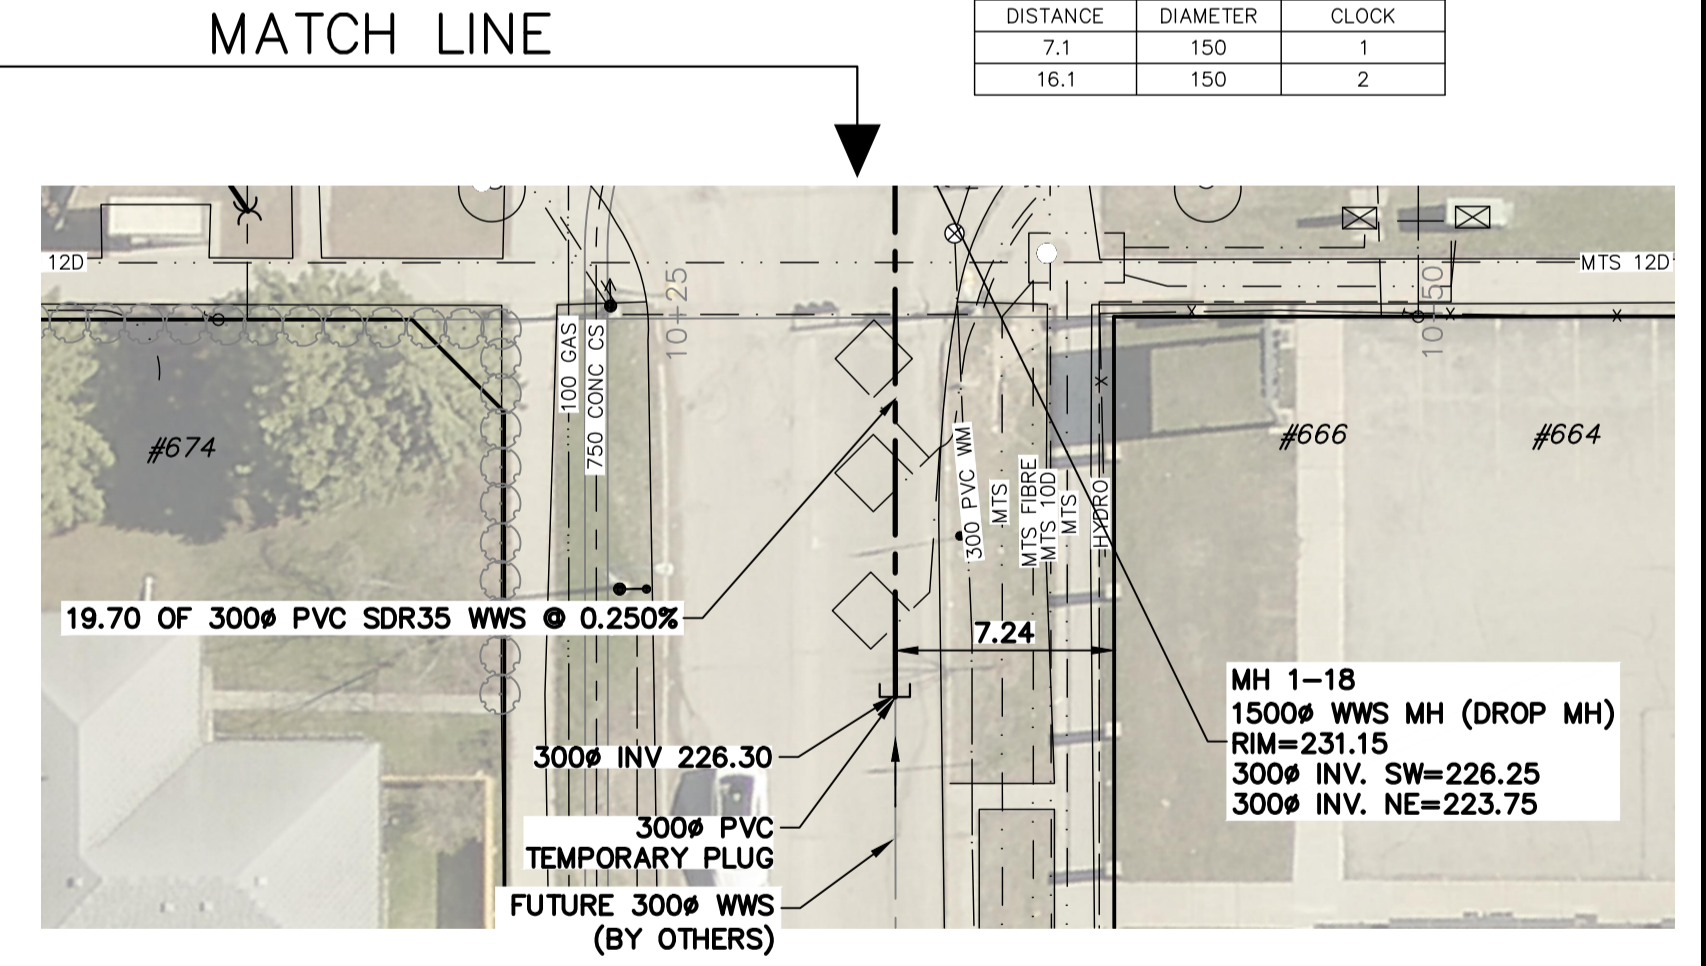 MATCH LINE
DISTANCE DIAMETER CLOCK
7.1 150 1
16.1 150 2
12D
MTS 12D
10+25
10+50
100 GAS
750 CONC CS
#674
#666
#664
300 PVC WM
MTS
MTS FIBRE
MTS 10D
MTS
HYDRO
19.70 OF 300ø PVC SDR35 WWS @ 0.250%
7.24
MH 1-18
1500ø WWS MH (DROP MH)
RIM=231.15
300ø INV. SW=226.25
300ø INV. NE=223.75
300ø INV 226.30
300ø PVC
TEMPORARY PLUG
FUTURE 300ø WWS
(BY OTHERS)